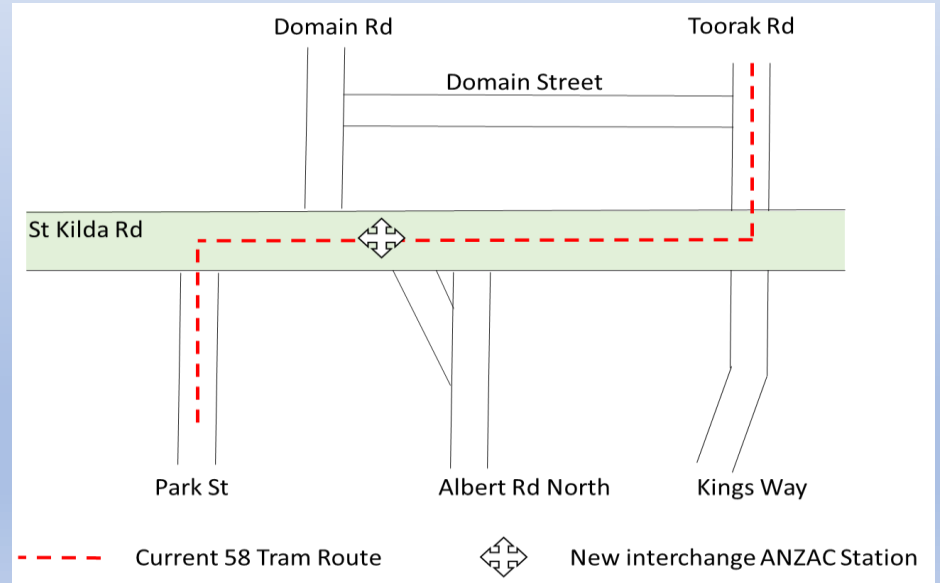 Domain Rd
Toorak Rd
Domain Street
St Kilda Rd
Park St
Albert Rd North
Kings Way
Current 58 Tram Route
New interchange ANZAC Station